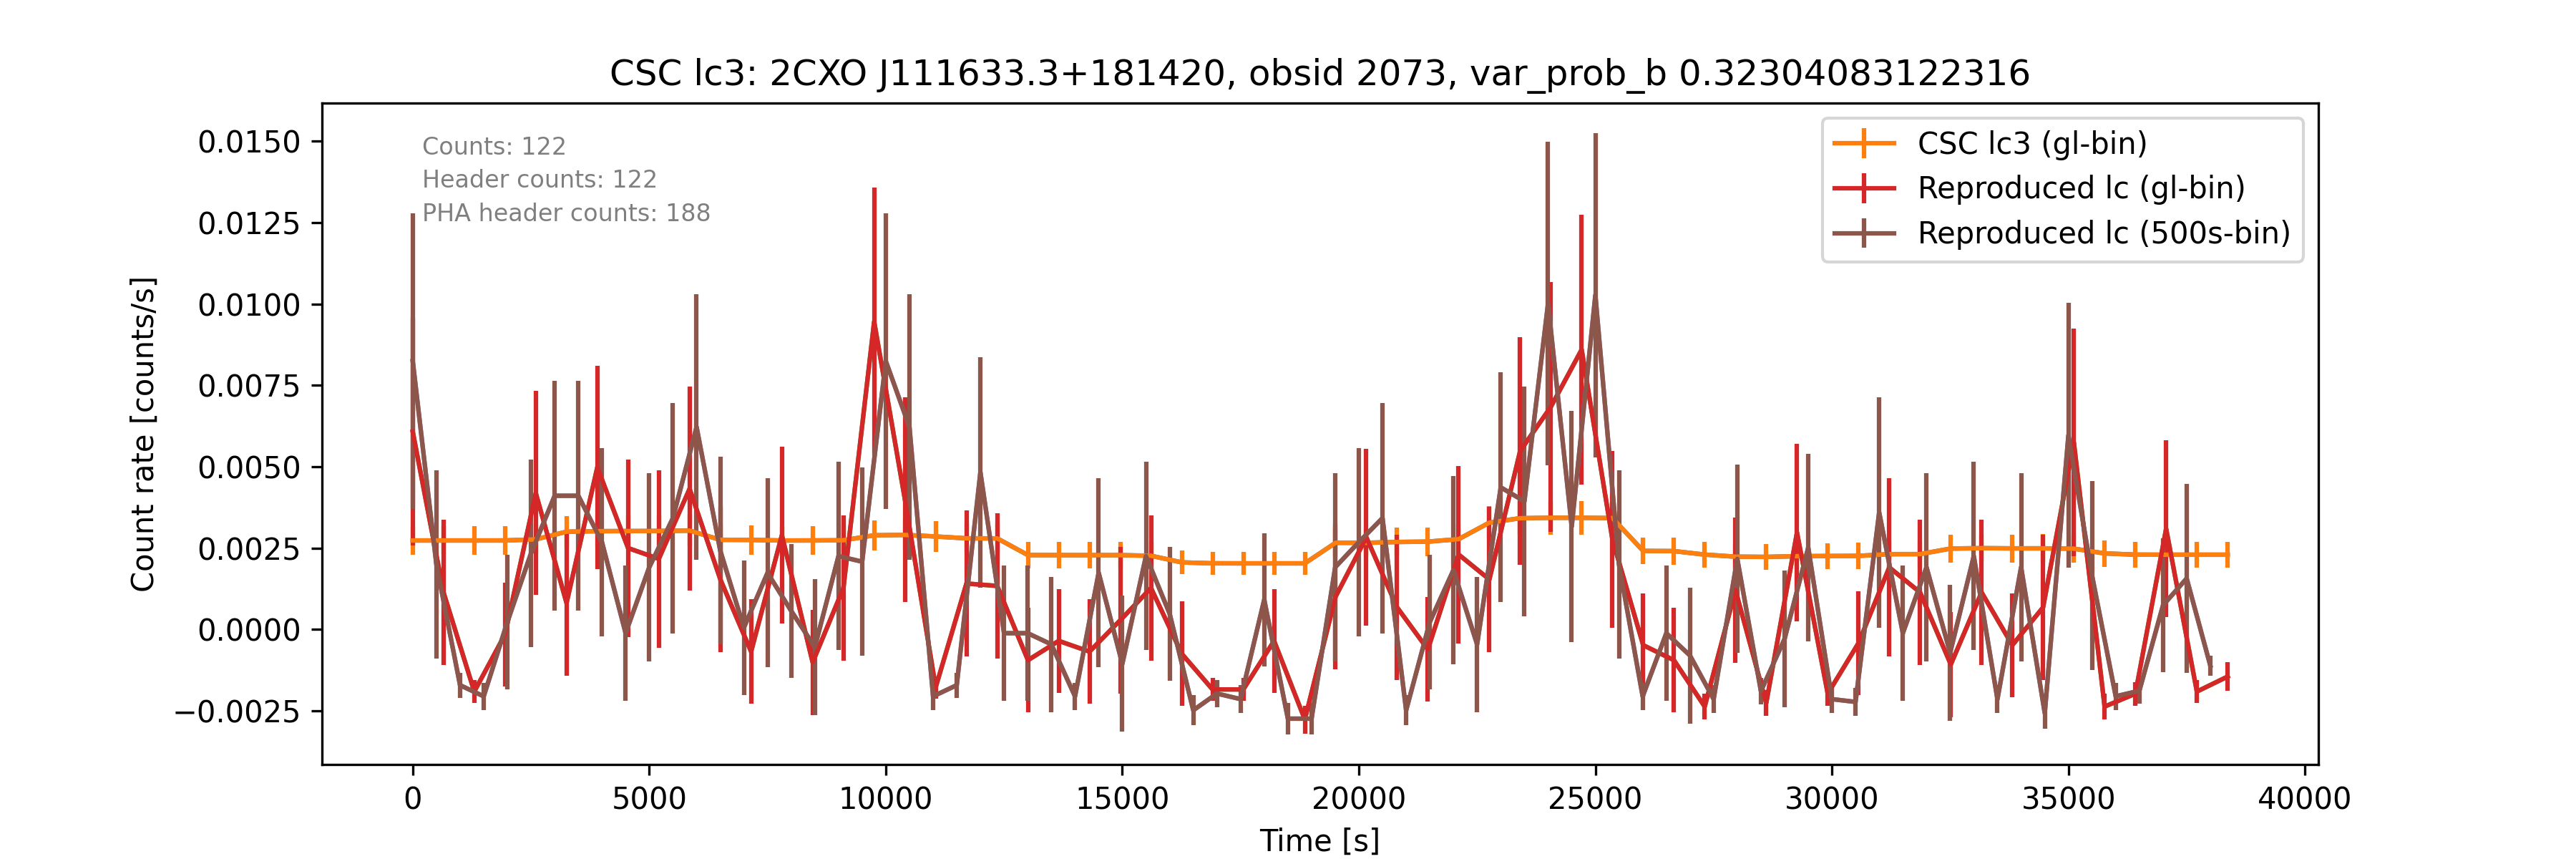 CSC lc3: 2CXO J111633.3+181420, obsid 2073, var_prob_b 0.32304083122316
Counts: 122
Header counts: 122
PHA header counts: 188
CSC lc3 (gl-bin)
Reproduced lc (gl-bin)
Reproduced lc (500s-bin)
Count rate [counts/s]
0.0150
0.0125
0.0100
0.0075
0.0050
0.0025
0.0000
−0.0025
0 5000 10000 15000 20000 25000 30000 35000 40000
Time [s]